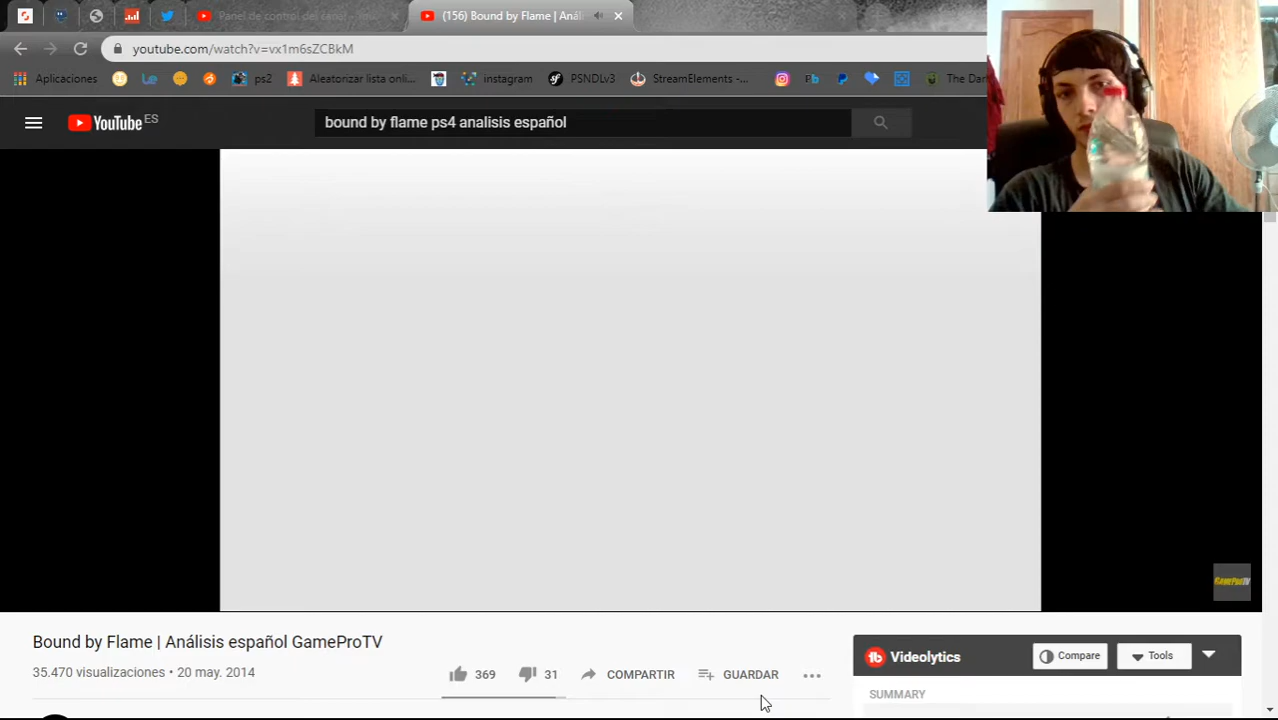 (156) Bound by Flame | Anál
youtube.com/watch?v=vx1m6sZCBkM
Aplicaciones
ps2
Aleatorizar lista onli...
instagram
PSNDLv3
StreamElements -...
The Dar
YouTube ES
bound by flame ps4 analisis español
GAMEPROTV
Bound by Flame | Análisis español GameProTV
35.470 visualizaciones • 20 may. 2014
369
31
COMPARTIR
GUARDAR
Videolytics
Compare
Tools
SUMMARY